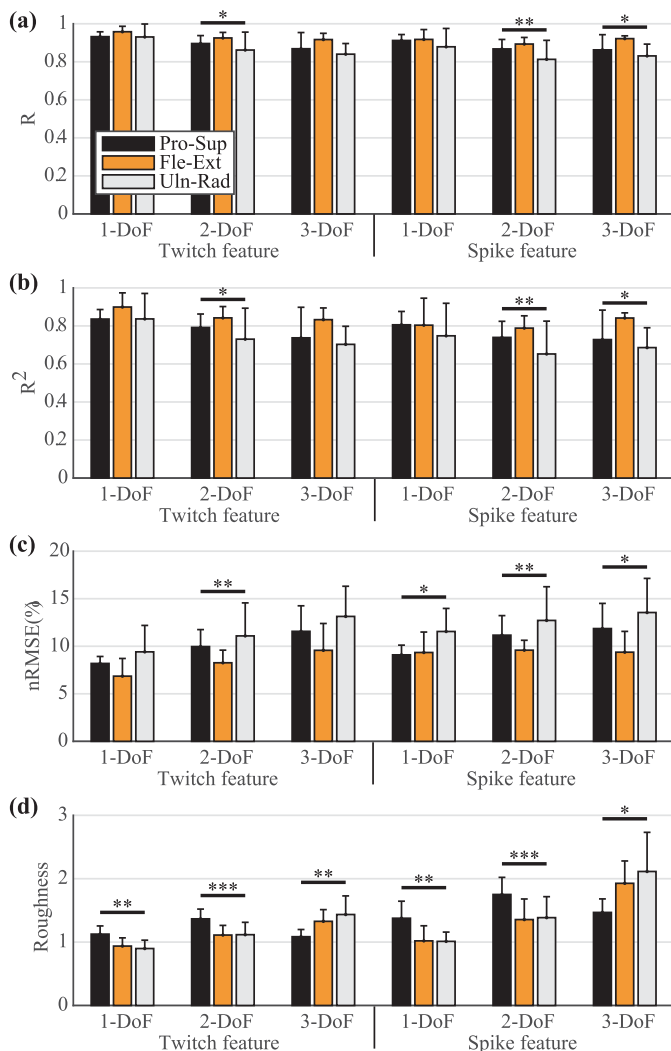 (a)
R
1
0.8
0.6
0.4
0.2
0
* ** *
Pro-Sup
Fle-Ext
Uln-Rad
1-DoF 2-DoF 3-DoF 1-DoF 2-DoF 3-DoF
Twitch feature Spike feature
(b)
R²
1
0.8
0.6
0.4
0.2
0
* ** *
1-DoF 2-DoF 3-DoF 1-DoF 2-DoF 3-DoF
Twitch feature Spike feature
(c)
nRMSE(%)
20
15
10
5
0
** * ** *
1-DoF 2-DoF 3-DoF 1-DoF 2-DoF 3-DoF
Twitch feature Spike feature
(d)
Roughness
3
2
1
0
** *** ** ** *** *
1-DoF 2-DoF 3-DoF 1-DoF 2-DoF 3-DoF
Twitch feature Spike feature